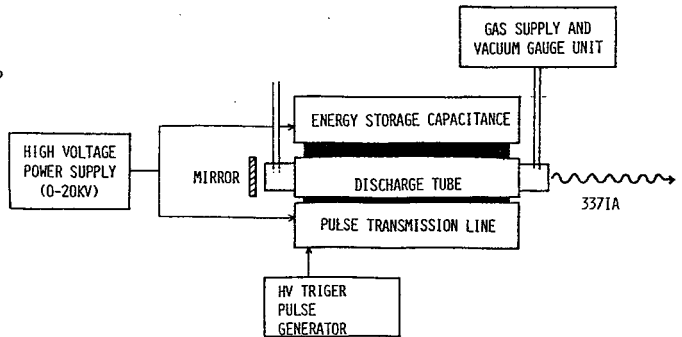 GAS SUPPLY AND
VACUUM GAUGE UNIT
ENERGY STORAGE CAPACITANCE
HIGH VOLTAGE
POWER SUPPLY
(0-20KV)
MIRROR
DISCHARGE TUBE
3371A
PULSE TRANSMISSION LINE
HV TRIGER
PULSE
GENERATOR